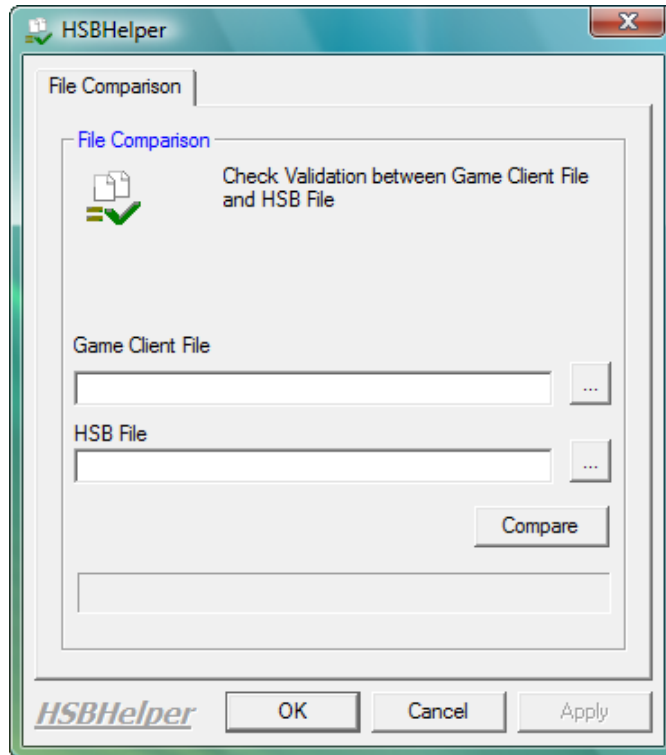 HSBHelper
File Comparison
File Comparison
Check Validation between Game Client File
and HSB File
Game Client File
...
HSB File
...
Compare
HSBHelper
OK
Cancel
Apply